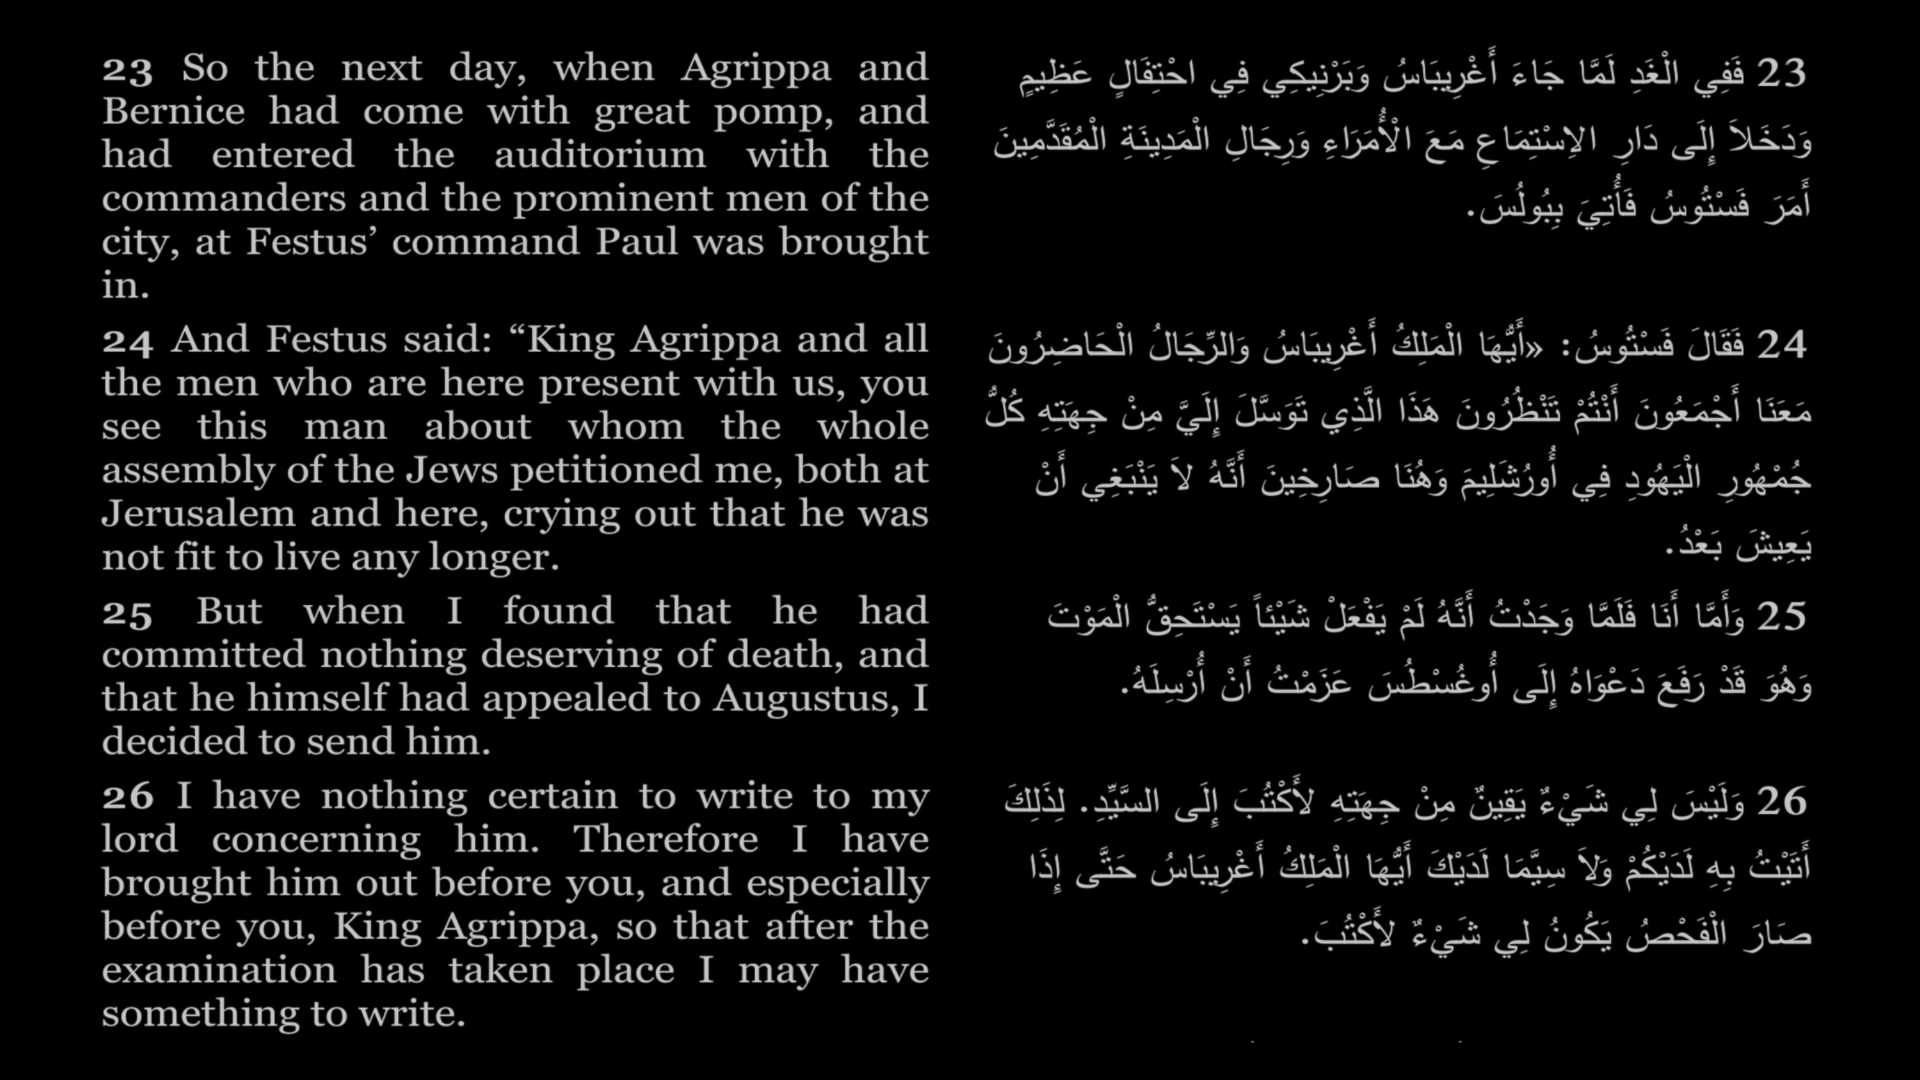 23 So the next day, when Agrippa and
Bernice had come with great pomp, and
had entered the auditorium with the
commanders and the prominent men of the
city, at Festus’ command Paul was brought
in.
24 And Festus said: “King Agrippa and all
the men who are here present with us, you
see this man about whom the whole
assembly of the Jews petitioned me, both at
Jerusalem and here, crying out that he was
not fit to live any longer.
25 But when I found that he had
committed nothing deserving of death, and
that he himself had appealed to Augustus, I
decided to send him.
26 I have nothing certain to write to my
lord concerning him. Therefore I have
brought him out before you, and especially
before you, King Agrippa, so that after the
examination has taken place I may have
something to write.
23 فَفِي الْغَدِ لَمَّا جَاءَ أَغْرِيبَاسُ وَبَرْنِيكِي فِي احْتِفَالٍ عَظِيمٍ
وَدَخَلاَ إِلَى دَارِ الاِسْتِمَاعِ مَعَ الْأُمَرَاءِ وَرِجَالِ الْمَدِينَةِ الْمُقَدَّمِينَ
أَمَرَ فَسْتُوسُ فَأُتِيَ بِبُولُسَ.
24 فَقَالَ فَسْتُوسُ: «أَيُّهَا الْمَلِكُ أَغْرِيبَاسُ وَالرِّجَالُ الْحَاضِرُونَ
مَعَنَا أَجْمَعُونَ أَنْتُمْ تَنْظُرُونَ هَذَا الَّذِي تَوَسَّلَ إِلَيَّ مِنْ جِهَتِهِ كُلُّ
جُمْهُورِ الْيَهُودِ فِي أُورُشَلِيمَ وَهُنَا صَارِخِينَ أَنَّهُ لاَ يَنْبَغِي أَنْ
يَعِيشَ بَعْدُ.
25 وَأَمَّا أَنَا فَلَمَّا وَجَدْتُ أَنَّهُ لَمْ يَفْعَلْ شَيْئاً يَسْتَحِقُّ الْمَوْتَ
وَهُوَ قَدْ رَفَعَ دَعْوَاهُ إِلَى أُوغُسْطُسَ عَزَمْتُ أَنْ أُرْسِلَهُ.
26 وَلَيْسَ لِي شَيْءٌ يَقِينٌ مِنْ جِهَتِهِ لأَكْتُبَ إِلَى السَّيِّدِ. لِذَلِكَ
أَتَيْتُ بِهِ لَدَيْكُمْ وَلاَ سِيَّمَا لَدَيْكَ أَيُّهَا الْمَلِكُ أَغْرِيبَاسُ حَتَّى إِذَا
صَارَ الْفَحْصُ يَكُونُ لِي شَيْءٌ لأَكْتُبَ.